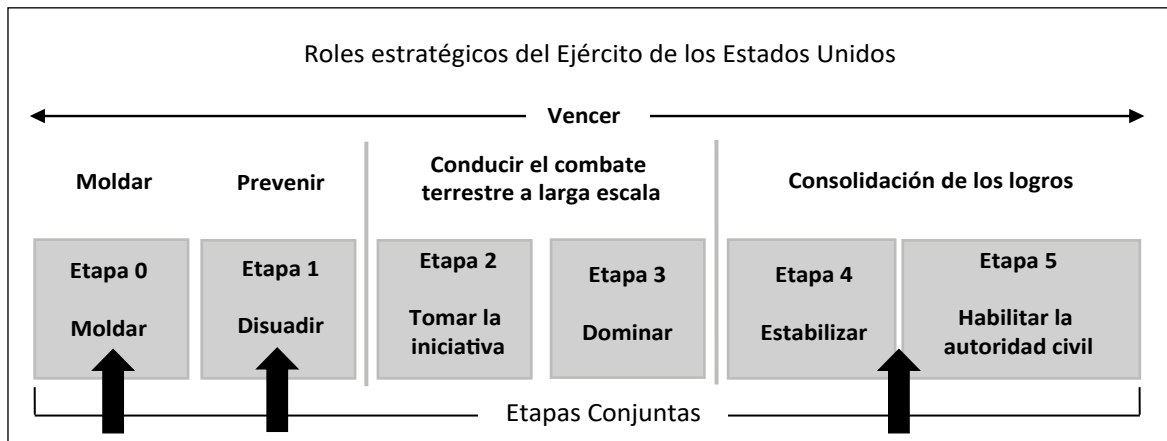 Roles estratégicos del Ejército de los Estados Unidos
Vencer
Moldar
Prevenir
Conducir el combate
terrestre a larga escala
Consolidación de los logros
Etapa 0
Moldar
Etapa 1
Disuadir
Etapa 2
Tomar la
iniciativa
Etapa 3
Dominar
Etapa 4
Estabilizar
Etapa 5
Habilitar la
autoridad civil
Etapas Conjuntas